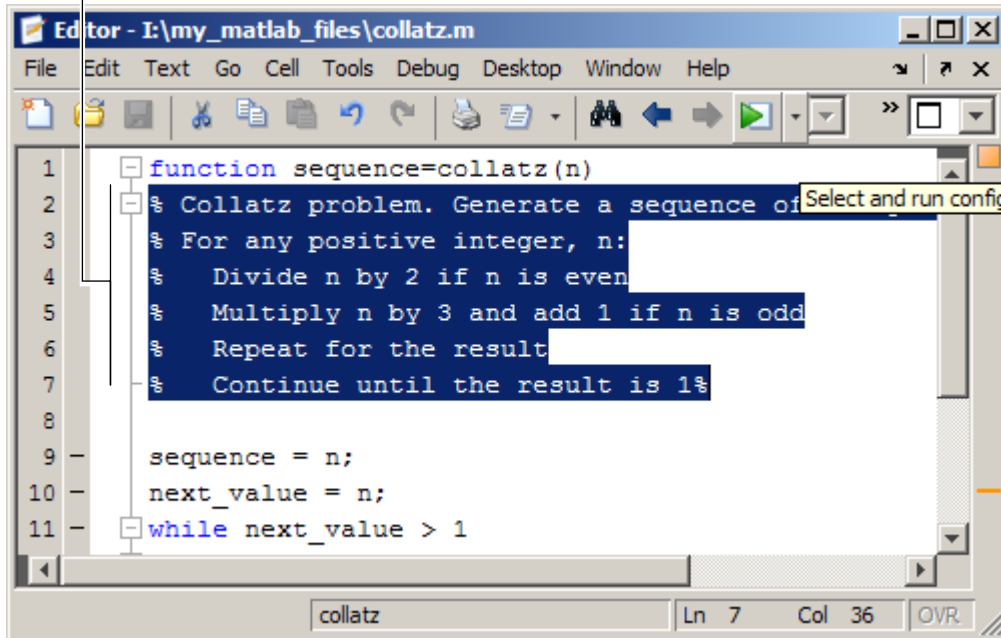 Editor - I:\my_matlab_files\collatz.m
File Edit Text Go Cell Tools Debug Desktop Window Help
1 function sequence=collatz(n)
2 % Collatz problem. Generate a sequence of
Select and run config
3 % For any positive integer, n:
4 %   Divide n by 2 if n is even
5 %   Multiply n by 3 and add 1 if n is odd
6 %   Repeat for the result
7 %   Continue until the result is 1%
8
9 – sequence = n;
10 – next_value = n;
11 – while next_value > 1
collatz Ln 7 Col 36 OVR